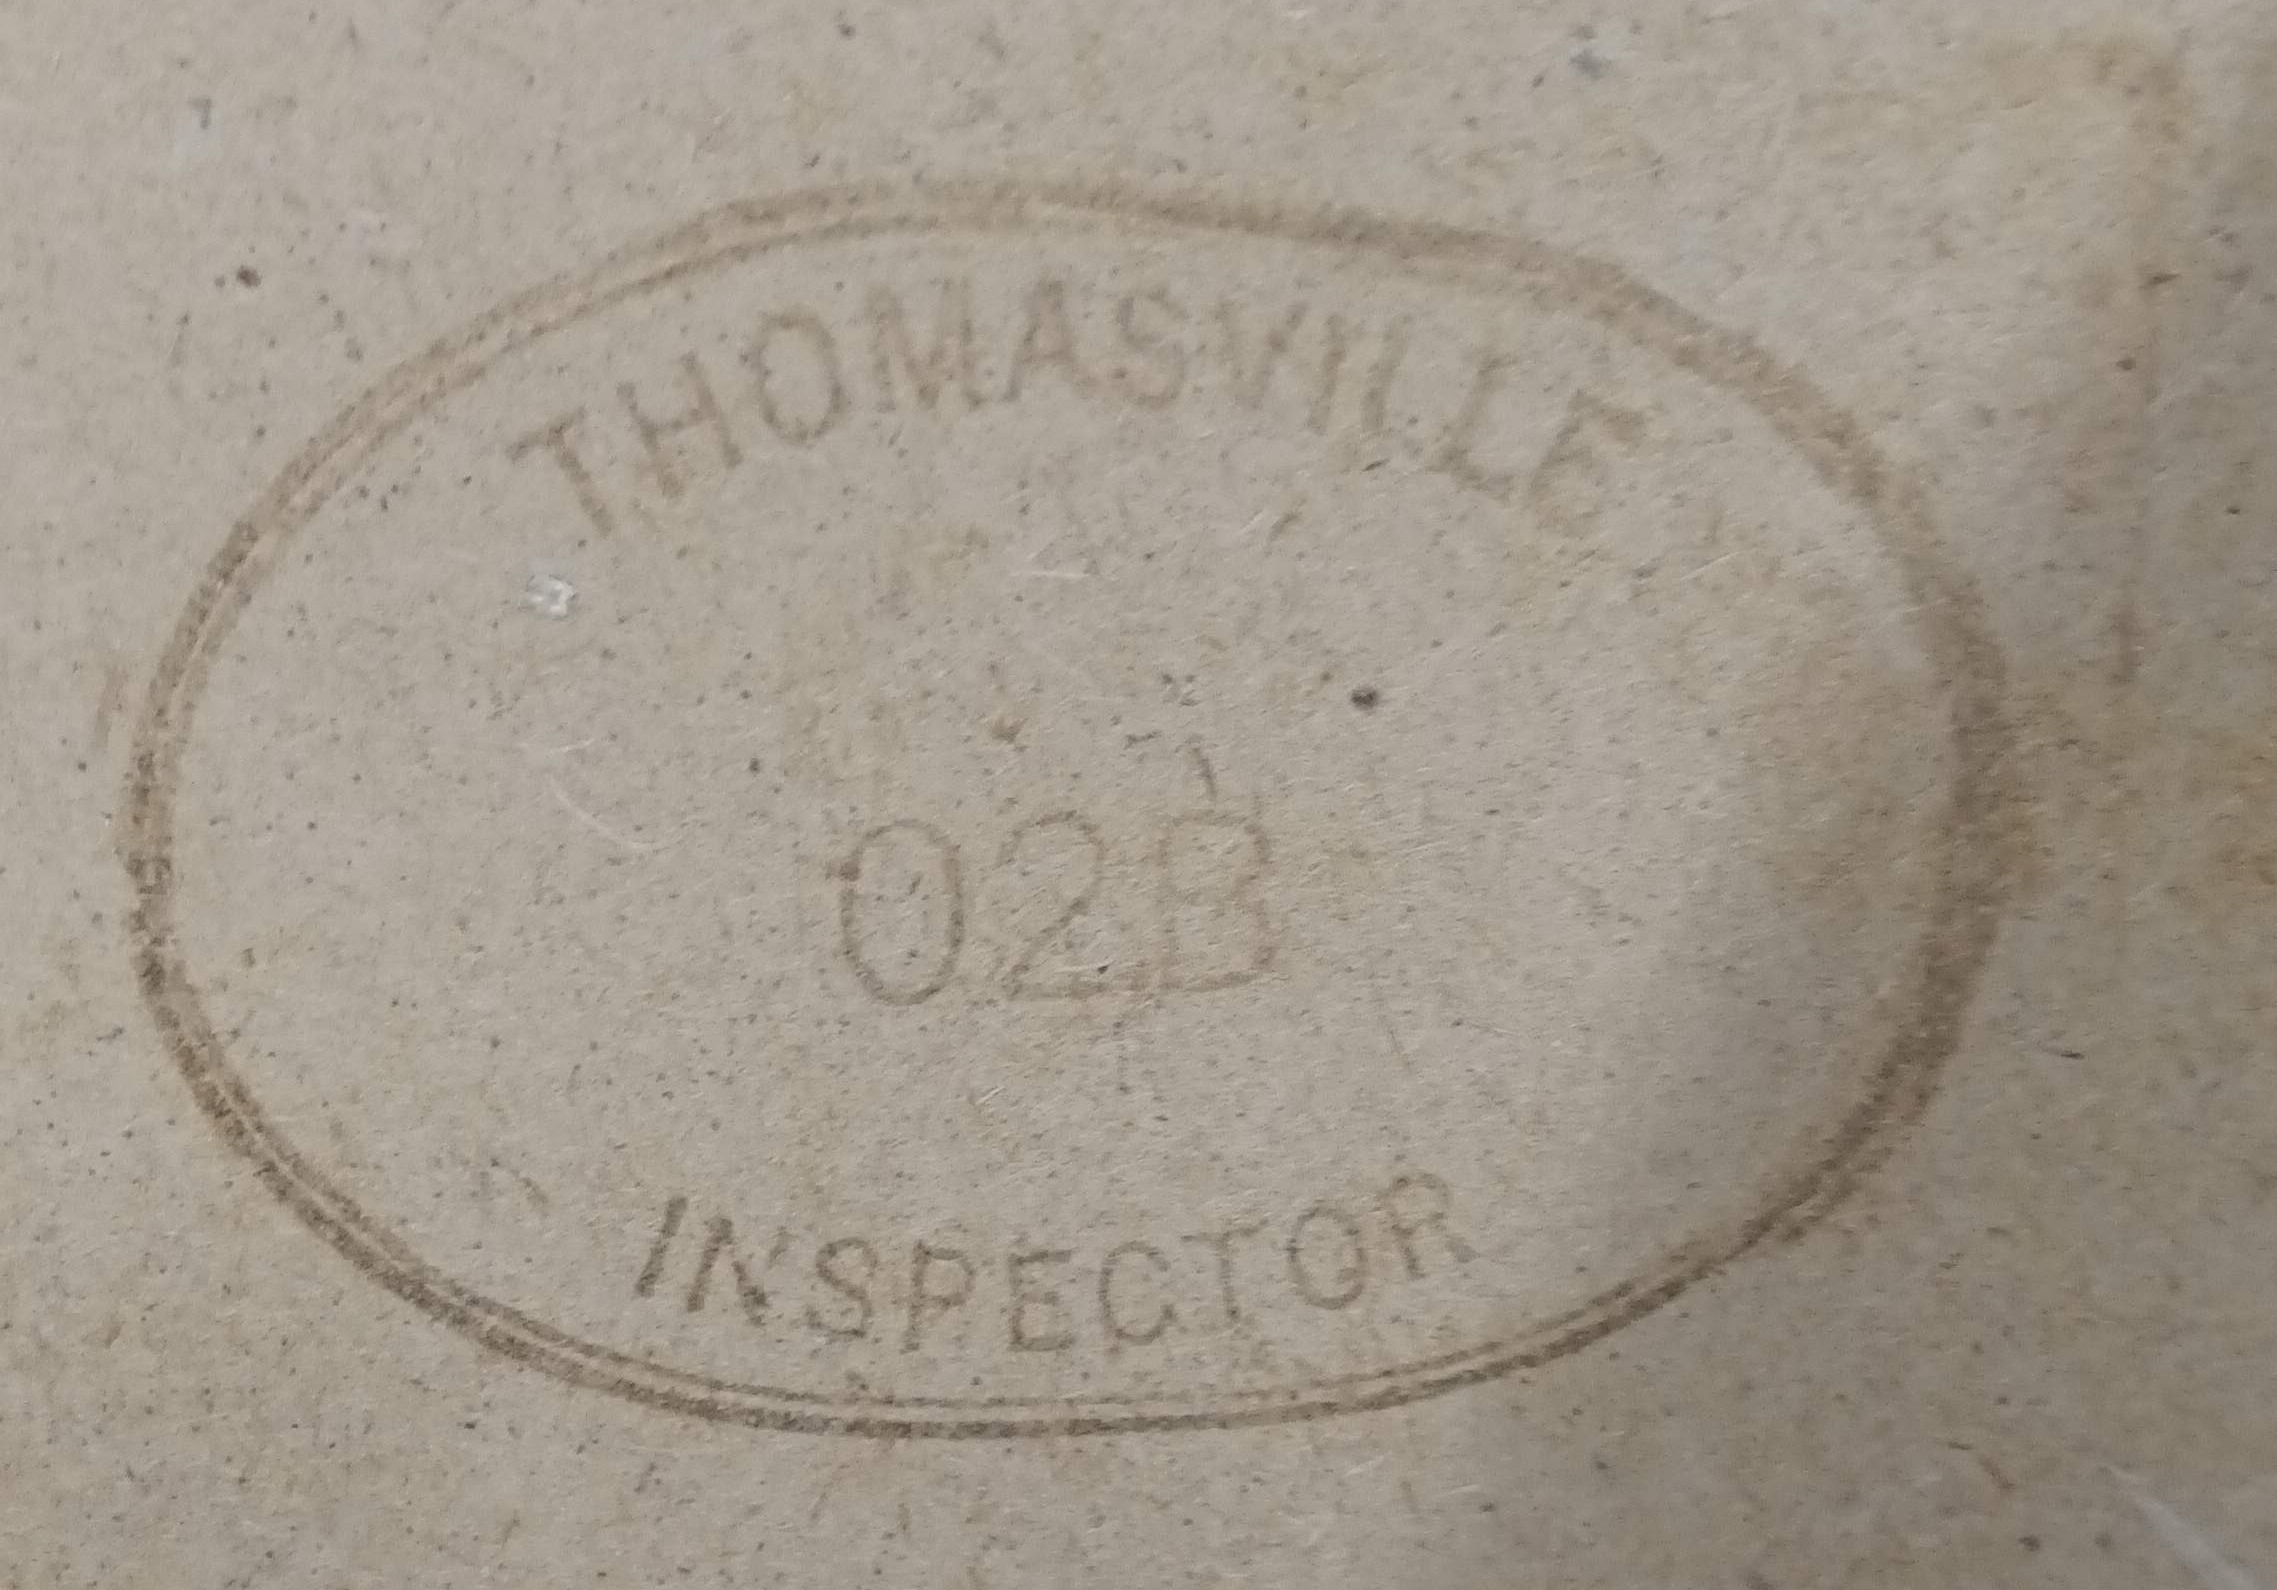 THOMASVILLE
02B
INSPECTOR